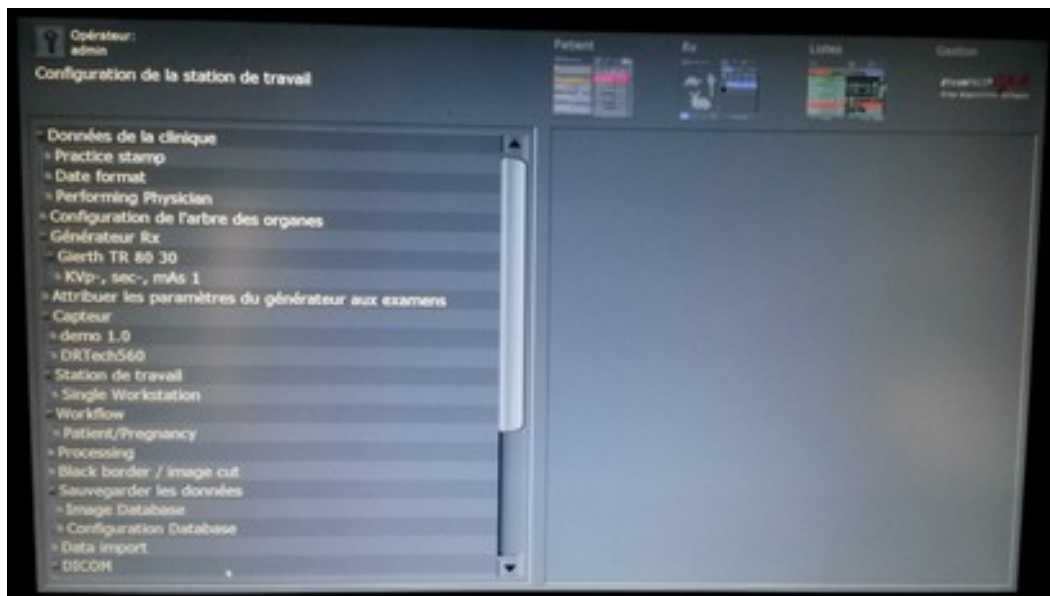 Opérateur:
admin
Configuration de la station de travail
Patient
Rx
Listes
Gestion
Données de la clinique
Practice stamp
Date format
Performing Physician
Configuration de l'arbre des organes
Générateur Rx
Gierth TR 80 30
KVp-, sec-, mAs 1
Attribuer les paramètres du générateur aux examens
Capteur
demo 1.0
DRTech560
Station de travail
Single Workstation
Workflow
Patient/Pregnancy
Processing
Black border / image cut
Sauvegarder les données
Image Database
Configuration Database
Data import
DICOM